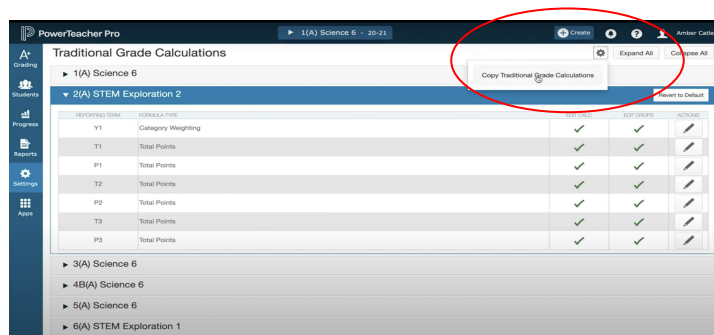 PowerTeacher Pro
1(A) Science 6 - 20-21
Create
Amber Catle
Grading
Students
Progress
Reports
Settings
Apps
Traditional Grade Calculations
Expand All
Collapse All
Copy Traditional Grade Calculations
1(A) Science 6
2(A) STEM Exploration 2
Revert to Default
REPORTING TERM FORMULA TYPE EDIT CALC EDIT DROPS ACTIONS
Y1 Category Weighting
T1 Total Points
P1 Total Points
T2 Total Points
P2 Total Points
T3 Total Points
P3 Total Points
3(A) Science 6
4B(A) Science 6
5(A) Science 6
6(A) STEM Exploration 1